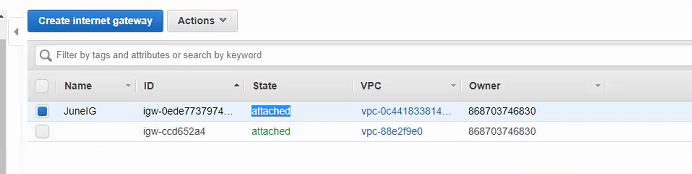 Create internet gateway Actions
Filter by tags and attributes or search by keyword
Name ID State VPC Owner
JuneIG igw-0ede7737974... attached vpc-0c441833814... 868703746830
igw-ccd652a4 attached vpc-88e2f9e0 868703746830